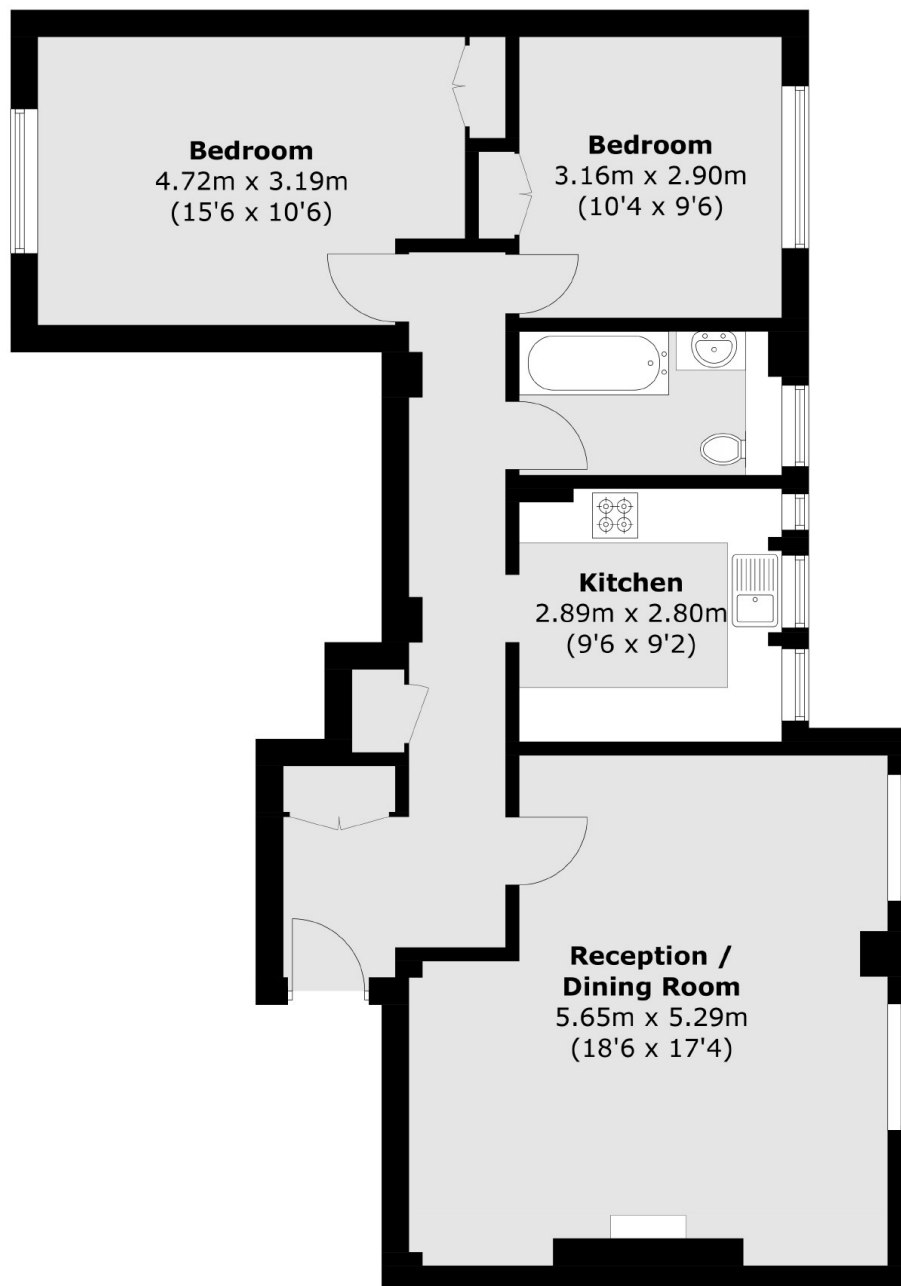 Bedroom
4.72m x 3.19m
(15'6 x 10'6)
Bedroom
3.16m x 2.90m
(10'4 x 9'6)
Kitchen
2.89m x 2.80m
(9'6 x 9'2)
Reception /
Dining Room
5.65m x 5.29m
(18'6 x 17'4)